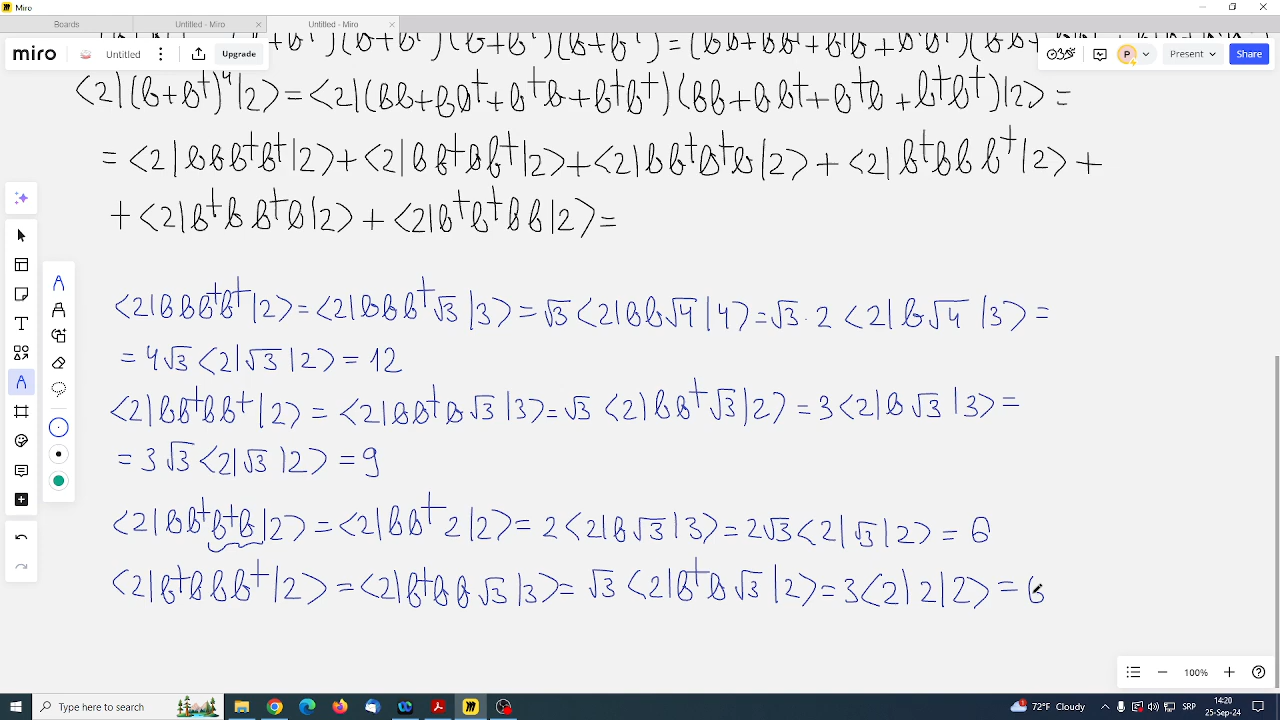 Miro
Boards
Untitled - Miro
Untitled - Miro
miro Untitled Upgrade
Present Share
⟨2|(b+b†)⁴|2⟩=⟨2|(bb+bb†+b†b+b†b†)(bb+bb†+b†b+b†b†)|2⟩=
=⟨2|bbb†b†|2⟩+⟨2|bb†bb†|2⟩+⟨2|bb†b†b|2⟩+⟨2|b†bbb†|2⟩+
+⟨2|b†bb†b|2⟩+⟨2|b†b†bb|2⟩=
⟨2|bbb†b†|2⟩=⟨2|bbb†√3|3⟩=√3⟨2|bb√4|4⟩=√3·2⟨2|b√4|3⟩=
=4√3⟨2|√3|2⟩=12
⟨2|bb†bb†|2⟩=⟨2|bb†b√3|3⟩=√3⟨2|bb†√3|2⟩=3⟨2|b√3|3⟩=
=3√3⟨2|√3|2⟩=9
⟨2|bb†b†b|2⟩=⟨2|bb†2|2⟩=2⟨2|b√3|3⟩=2√3⟨2|√3|2⟩=6
⟨2|b†bbb†|2⟩=⟨2|b†bb√3|3⟩=√3⟨2|b†b√3|2⟩=3⟨2|2|2⟩=6
100%
Type here to search
72°F Cloudy
SRP
14:20
25-Sep-24